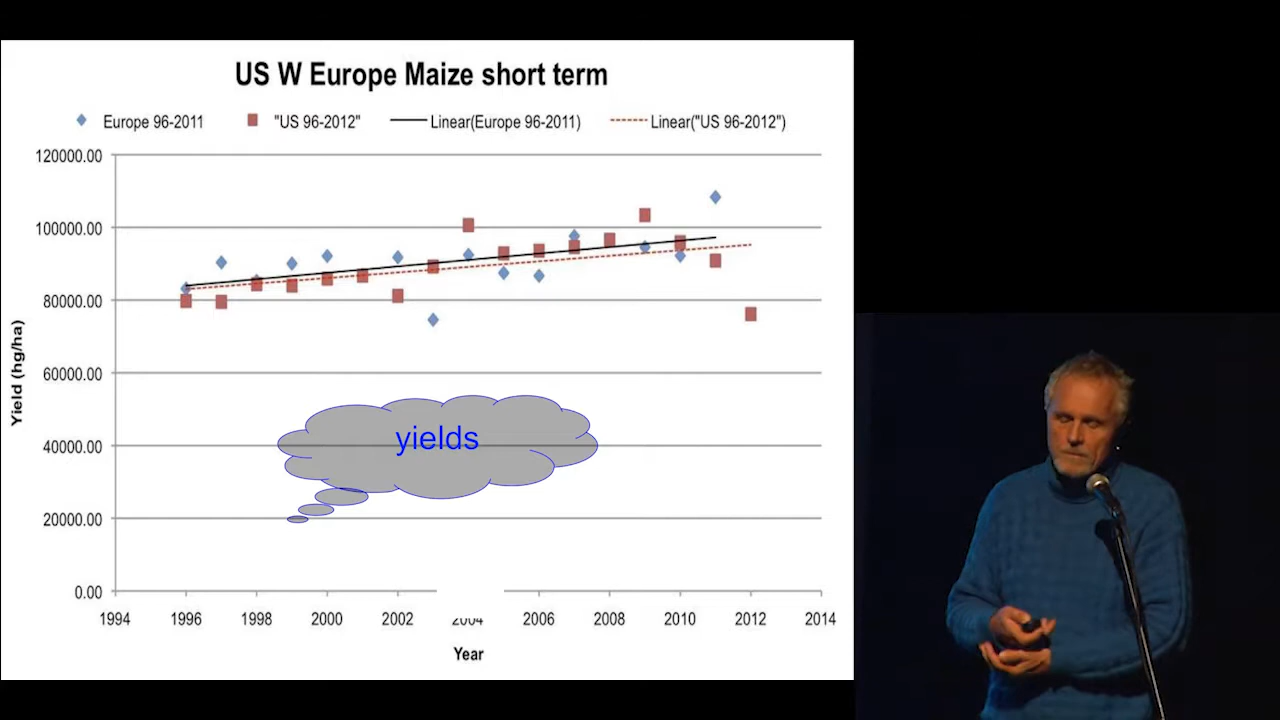 US W Europe Maize short term
Europe 96-2011 "US 96-2012" Linear(Europe 96-2011) Linear("US 96-2012")
120000.00
100000.00
80000.00
60000.00
40000.00
20000.00
0.00
Yield (hg/ha)
yields
1994 1996 1998 2000 2002 2004 2006 2008 2010 2012 2014
Year